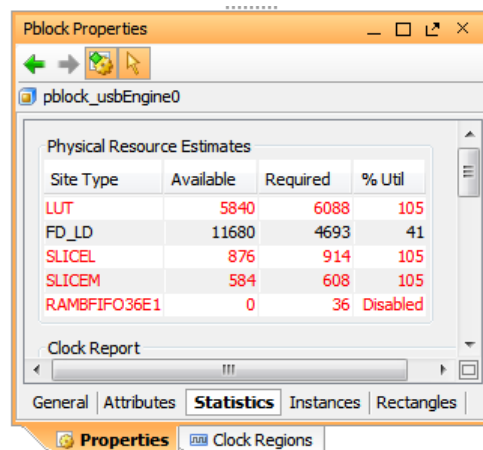 Pblock Properties
pblock_usbEngine0
Physical Resource Estimates
Site Type Available Required % Util
LUT 5840 6088 105
FD_LD 11680 4693 41
SLICEL 876 914 105
SLICEM 584 608 105
RAMBFIFO36E1 0 36 Disabled
Clock Report
General Attributes Statistics Instances Rectangles
Properties Clock Regions